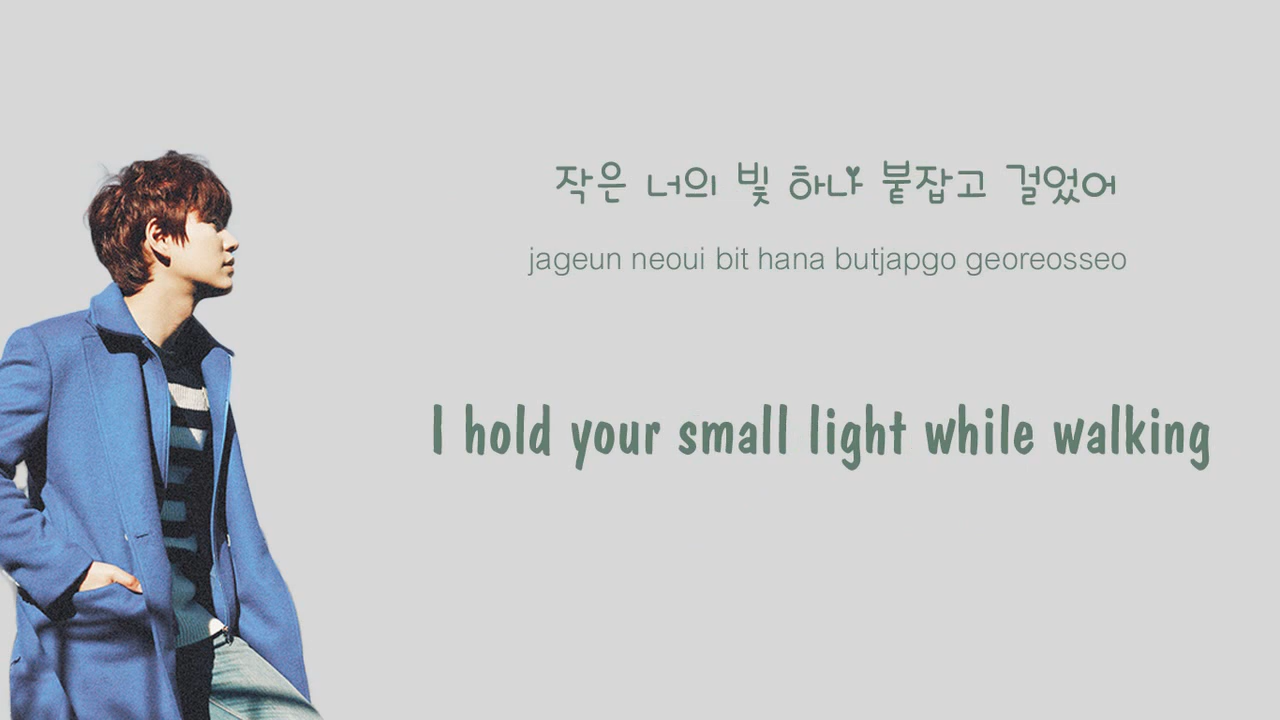 작은 너의 빛 하나 붙잡고 걸었어
jageun neoui bit hana butjapgo georeosseo
I hold your small light while walking